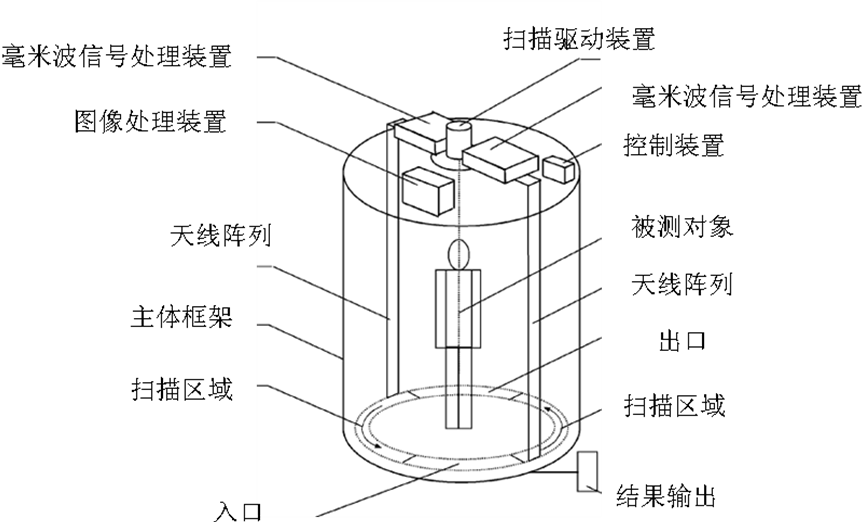 扫描驱动装置
毫米波信号处理装置
毫米波信号处理装置
图像处理装置
控制装置
天线阵列
被测对象
天线阵列
主体框架
出口
扫描区域
扫描区域
结果输出
入口